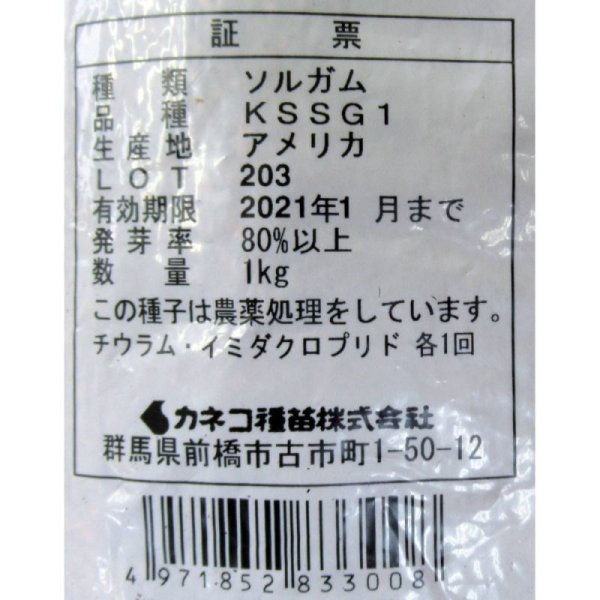 証 票
種 類 ソルガム
品 種 KSSG1
生産地 アメリカ
LOT 203
有効期限 2021年1 月まで
発芽率 80%以上
数 量 1kg
この種子は農薬処理をしています。
チウラム・イミダクロプリド 各1回
カネコ種苗株式会社
群馬県前橋市古市町1-50-12
4 971852 833008